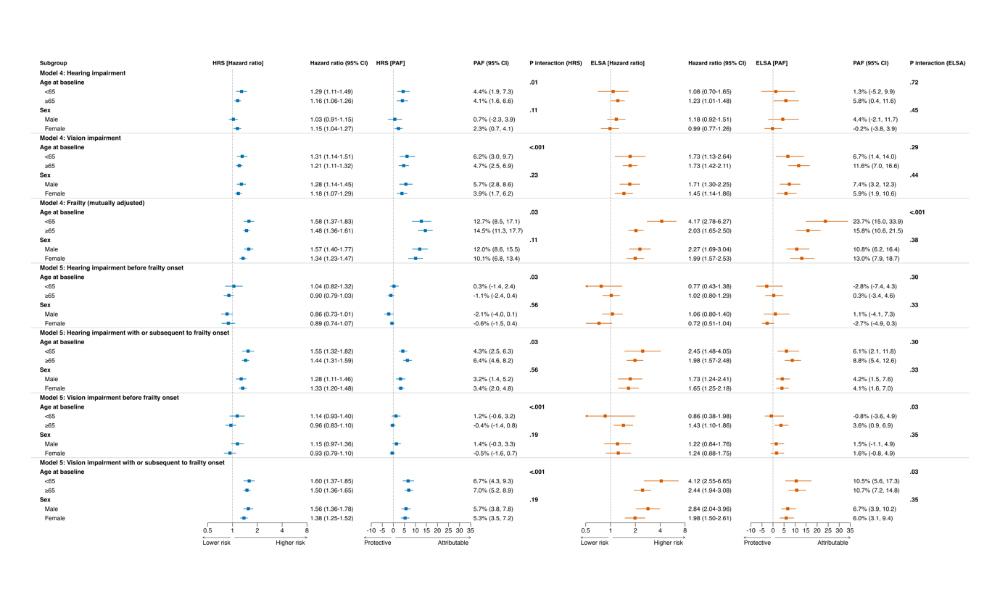 Subgroup HRS [Hazard ratio] Hazard ratio (95% CI) HRS [PAF] PAF (95% CI) P interaction (HRS) ELSA [Hazard ratio] Hazard ratio (95% CI) ELSA [PAF] PAF (95% CI) P interaction (ELSA)
Model 4: Hearing impairment
Age at baseline .01 .72
<65 1.29 (1.11-1.49) 4.4% (1.9, 7.3) 1.08 (0.70-1.65) 1.3% (-5.2, 9.9)
≥65 1.16 (1.06-1.26) 4.1% (1.6, 6.6) 1.23 (1.01-1.48) 5.8% (0.4, 11.6)
Sex .11 .45
Male 1.03 (0.91-1.15) 0.7% (-2.3, 3.9) 1.18 (0.92-1.51) 4.4% (-2.1, 11.7)
Female 1.15 (1.04-1.27) 2.3% (0.7, 4.1) 0.99 (0.77-1.26) -0.2% (-3.8, 3.9)
Model 4: Vision impairment
Age at baseline <.001 .29
<65 1.31 (1.14-1.51) 6.2% (3.0, 9.7) 1.73 (1.13-2.64) 6.7% (1.4, 14.0)
≥65 1.21 (1.11-1.32) 4.7% (2.5, 6.9) 1.73 (1.42-2.11) 11.6% (7.0, 16.6)
Sex .23 .44
Male 1.28 (1.14-1.45) 5.7% (2.8, 8.6) 1.71 (1.30-2.25) 7.4% (3.2, 12.3)
Female 1.18 (1.07-1.29) 3.9% (1.7, 6.2) 1.45 (1.14-1.86) 5.9% (1.9, 10.6)
Model 4: Frailty (mutually adjusted)
Age at baseline .03 <.001
<65 1.58 (1.37-1.83) 12.7% (8.5, 17.1) 4.17 (2.78-6.27) 23.7% (15.0, 33.9)
≥65 1.48 (1.36-1.61) 14.5% (11.3, 17.7) 2.03 (1.65-2.50) 15.8% (10.6, 21.5)
Sex .11 .38
Male 1.57 (1.40-1.77) 12.0% (8.6, 15.5) 2.27 (1.69-3.04) 10.8% (6.2, 16.4)
Female 1.34 (1.23-1.47) 10.1% (6.8, 13.4) 1.99 (1.57-2.53) 13.0% (7.9, 18.7)
Model 5: Hearing impairment before frailty onset
Age at baseline .03 .30
<65 1.04 (0.82-1.32) 0.3% (-1.4, 2.4) 0.77 (0.43-1.38) -2.8% (-7.4, 4.3)
≥65 0.90 (0.79-1.03) -1.1% (-2.4, 0.4) 1.02 (0.80-1.29) 0.3% (-3.4, 4.6)
Sex .56 .33
Male 0.86 (0.73-1.01) -2.1% (-4.0, 0.1) 1.06 (0.80-1.40) 1.1% (-4.1, 7.3)
Female 0.89 (0.74-1.07) -0.6% (-1.5, 0.4) 0.72 (0.51-1.04) -2.7% (-4.9, 0.3)
Model 5: Hearing impairment with or subsequent to frailty onset
Age at baseline .03 .30
<65 1.55 (1.32-1.82) 4.3% (2.5, 6.3) 2.45 (1.48-4.05) 6.1% (2.1, 11.8)
≥65 1.44 (1.31-1.59) 6.4% (4.6, 8.2) 1.98 (1.57-2.48) 8.8% (5.4, 12.6)
Sex .56 .33
Male 1.28 (1.11-1.46) 3.2% (1.4, 5.2) 1.73 (1.24-2.41) 4.2% (1.5, 7.6)
Female 1.33 (1.20-1.48) 3.4% (2.0, 4.8) 1.65 (1.25-2.18) 4.1% (1.6, 7.0)
Model 5: Vision impairment before frailty onset
Age at baseline <.001 .03
<65 1.14 (0.93-1.40) 1.2% (-0.6, 3.2) 0.86 (0.38-1.98) -0.8% (-3.6, 4.9)
≥65 0.96 (0.83-1.10) -0.4% (-1.4, 0.8) 1.43 (1.10-1.86) 3.6% (0.9, 6.9)
Sex .19 .35
Male 1.15 (0.97-1.36) 1.4% (-0.3, 3.3) 1.22 (0.84-1.76) 1.5% (-1.1, 4.9)
Female 0.93 (0.79-1.10) -0.5% (-1.6, 0.7) 1.24 (0.88-1.75) 1.6% (-0.8, 4.9)
Model 5: Vision impairment with or subsequent to frailty onset
Age at baseline <.001 .03
<65 1.60 (1.37-1.85) 6.7% (4.3, 9.3) 4.12 (2.55-6.65) 10.5% (5.6, 17.3)
≥65 1.50 (1.36-1.65) 7.0% (5.2, 8.9) 2.44 (1.94-3.08) 10.7% (7.2, 14.8)
Sex .19 .35
Male 1.56 (1.36-1.78) 5.7% (3.8, 7.8) 2.84 (2.04-3.96) 6.7% (3.9, 10.2)
Female 1.38 (1.25-1.52) 5.3% (3.5, 7.2) 1.98 (1.50-2.61) 6.0% (3.1, 9.4)
0.5 1 2 4 8 -10 -5 0 5 10 15 20 25 30 35 0.5 1 2 4 8 -10 -5 0 5 10 15 20 25 30 35
Lower risk Higher risk Protective Attributable Lower risk Higher risk Protective Attributable